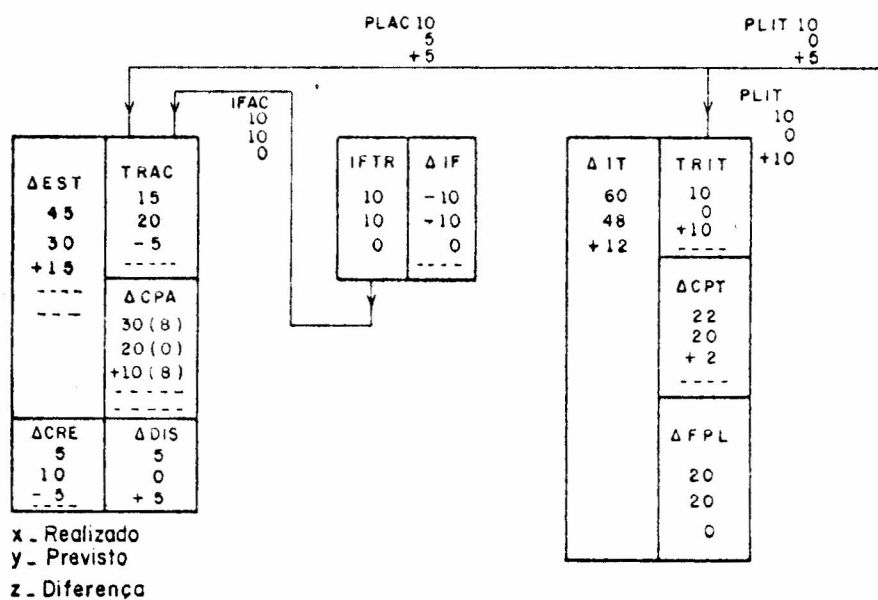 PLAC 10
5
+5
PLIT 10
0
+5
IFAC
10
10
0
PLIT
10
0
+10
ΔEST
45
30
+15
----
----
TRAC
15
20
-5
-----
ΔCPA
30(8)
20(0)
+10(8)
------
-----
ΔCRE
5
10
-5
----
ΔDIS
5
0
+5
IFTR
10
10
0
ΔIF
-10
-10
0
----
ΔIT
60
48
+12
TRIT
10
0
+10
----
ΔCPT
22
20
+2
----
ΔFPL
20
20
0
x - Realizado
y - Previsto
z - Diferença